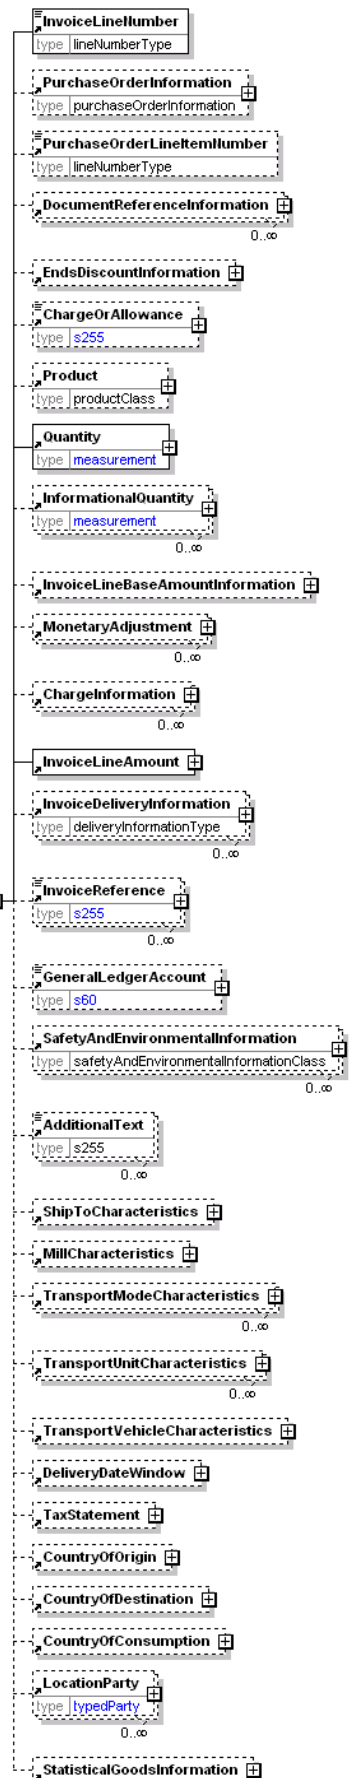 InvoiceLineNumber
type lineNumberType
PurchaseOrderInformation
type purchaseOrderInformation
PurchaseOrderLineItemNumber
type lineNumberType
DocumentReferenceInformation
0..∞
EndsDiscountInformation
ChargeOrAllowance
type s255
Product
type productClass
Quantity
type measurement
InformationalQuantity
type measurement
0..∞
InvoiceLineBaseAmountInformation
MonetaryAdjustment
0..∞
ChargeInformation
0..∞
InvoiceLineAmount
InvoiceDeliveryInformation
type deliveryInformationType
0..∞
InvoiceReference
type s255
0..∞
GeneralLedgerAccount
type s60
SafetyAndEnvironmentalInformation
type safetyAndEnvironmentalInformationClass
0..∞
AdditionalText
type s255
0..∞
ShipToCharacteristics
MillCharacteristics
TransportModeCharacteristics
0..∞
TransportUnitCharacteristics
0..∞
TransportVehicleCharacteristics
DeliveryDateWindow
TaxStatement
CountryOfOrigin
CountryOfDestination
CountryOfConsumption
LocationParty
type typedParty
0..∞
StatisticalGoodsInformation